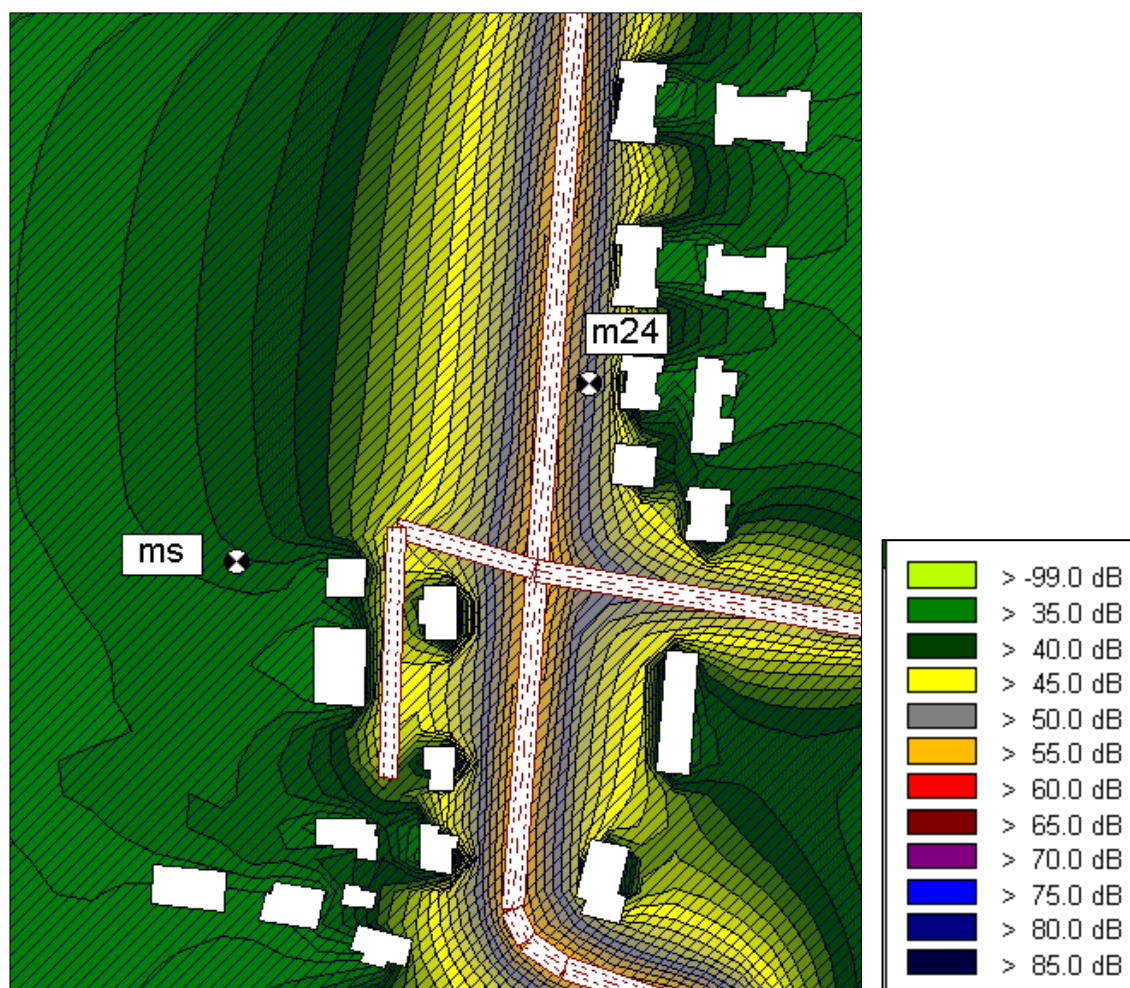 m24
ms
> -99.0 dB
> 35.0 dB
> 40.0 dB
> 45.0 dB
> 50.0 dB
> 55.0 dB
> 60.0 dB
> 65.0 dB
> 70.0 dB
> 75.0 dB
> 80.0 dB
> 85.0 dB